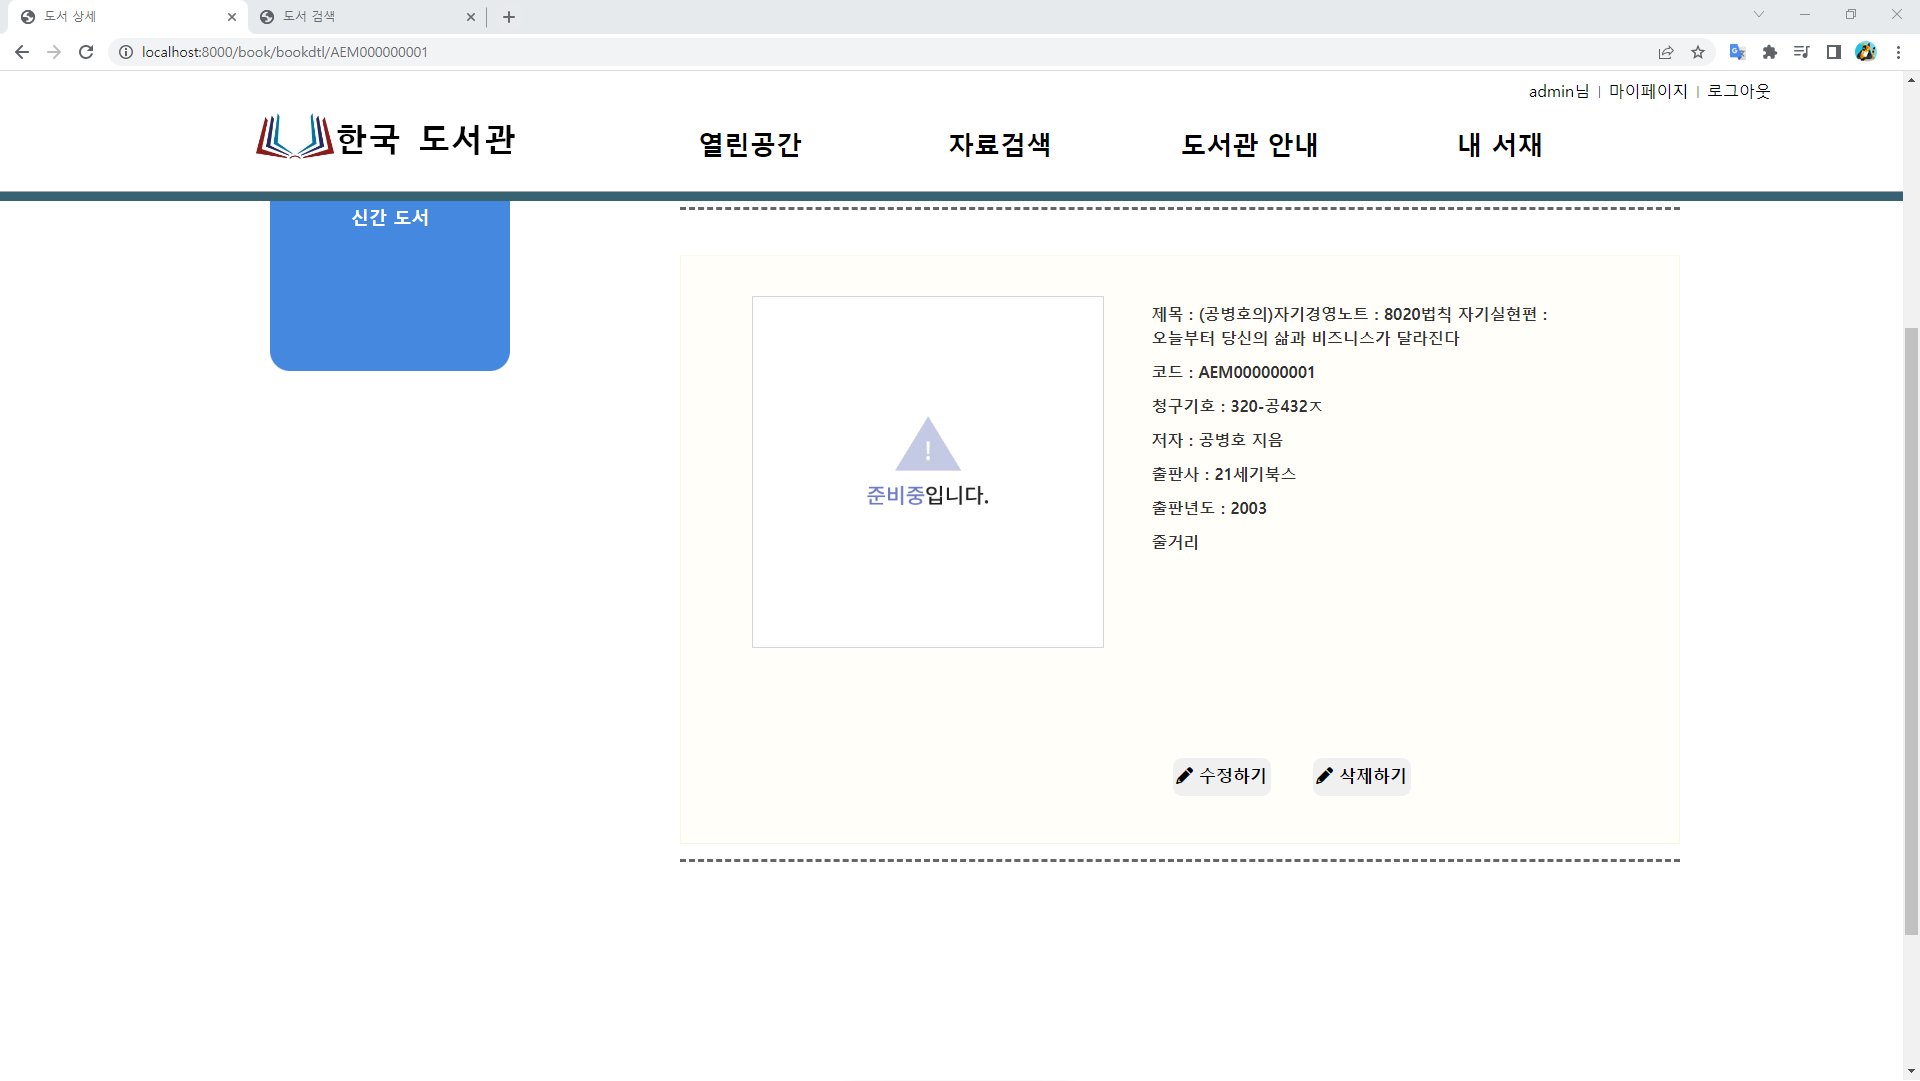 도서 상세
도서 검색
localhost:8000/book/bookdtl/AEM000000001
admin님 | 마이페이지 | 로그아웃
한국 도서관
열린공간
자료검색
도서관 안내
내 서재
신간 도서
준비중입니다.
제목 : (공병호의)자기경영노트 : 8020법칙 자기실현편 :
오늘부터 당신의 삶과 비즈니스가 달라진다
코드 : AEM000000001
청구기호 : 320-공432ㅈ
저자 : 공병호 지음
출판사 : 21세기북스
출판년도 : 2003
줄거리
수정하기
삭제하기